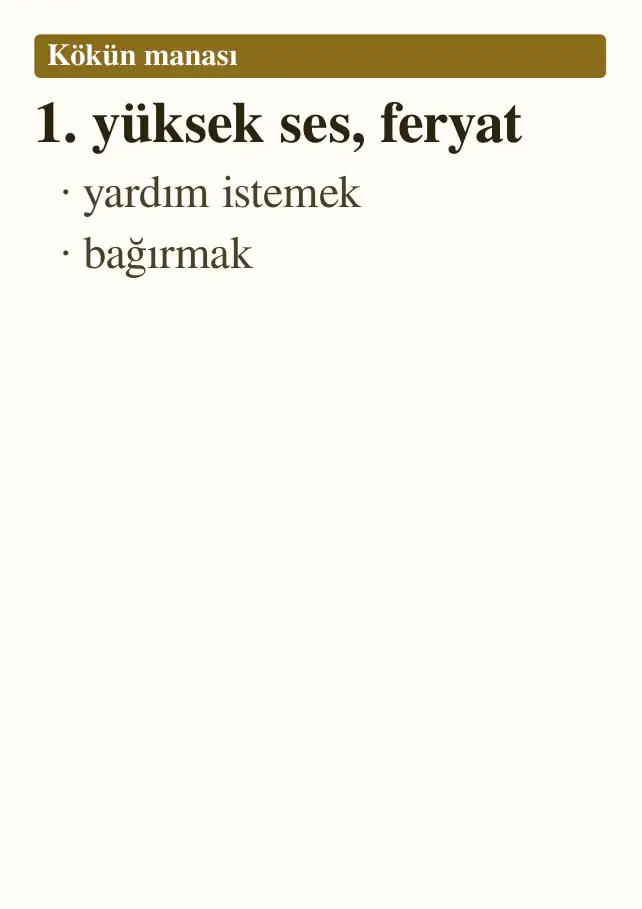 Kökün manası
1. yüksek ses, feryat
· yardım istemek
· bağırmak